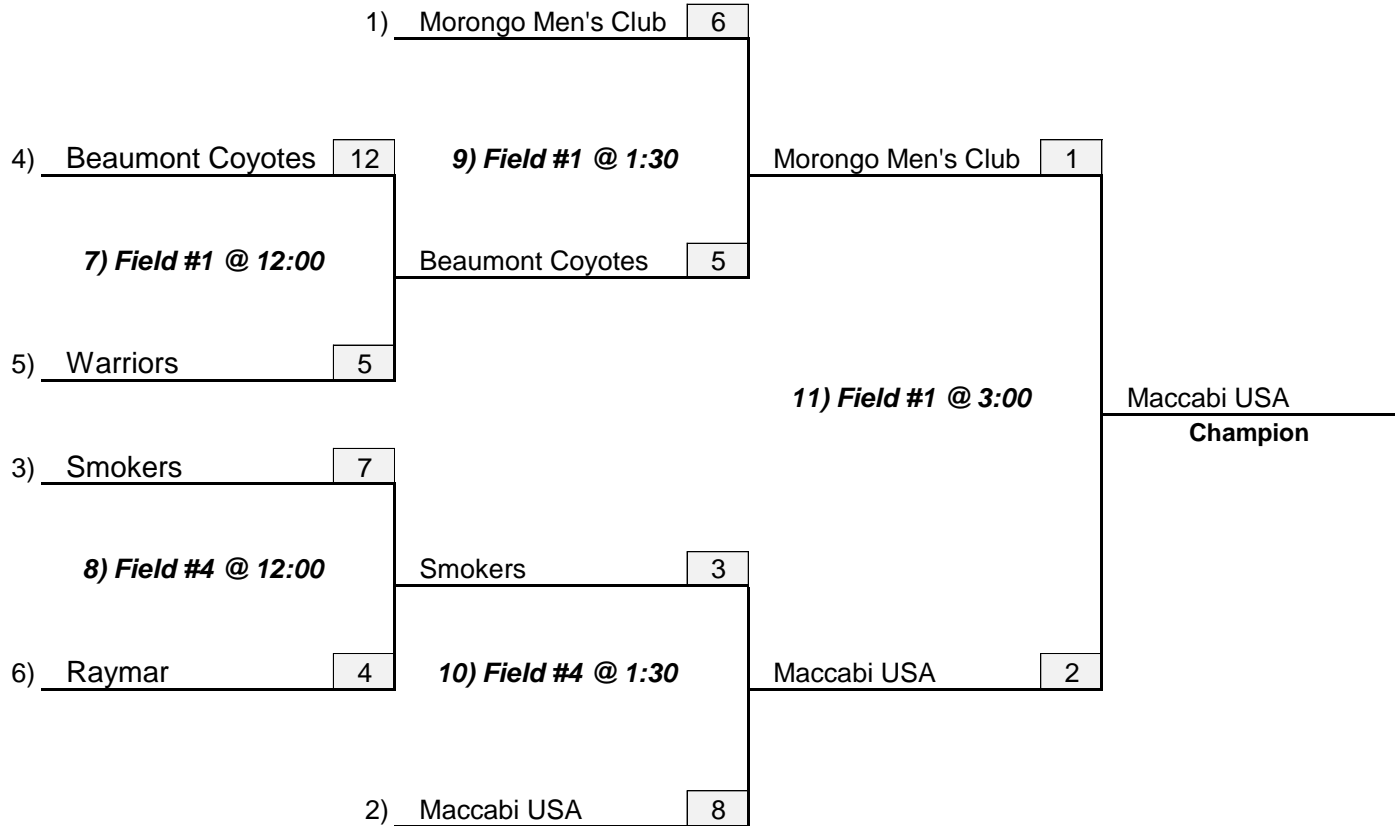 1) Morongo Men's Club 6
4) Beaumont Coyotes 12 9) Field #1 @ 1:30 Morongo Men's Club 1
7) Field #1 @ 12:00 Beaumont Coyotes 5
5) Warriors 5
11) Field #1 @ 3:00 Maccabi USA
Champion
3) Smokers 7
8) Field #4 @ 12:00 Smokers 3
6) Raymar 4 10) Field #4 @ 1:30 Maccabi USA 2
2) Maccabi USA 8